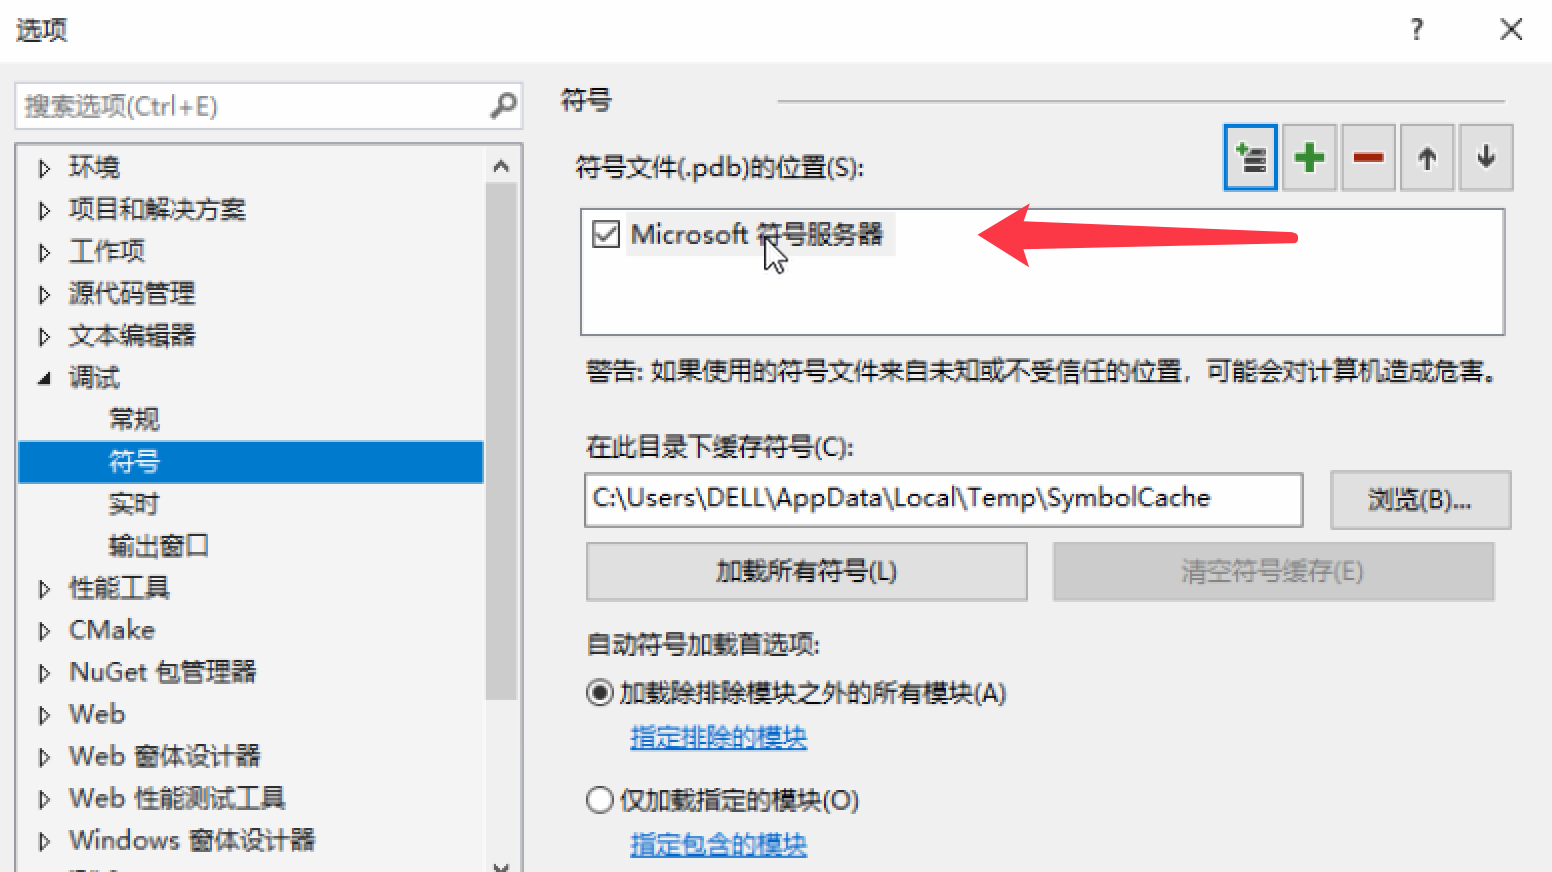 选项
搜索选项(Ctrl+E)
环境
项目和解决方案
工作项
源代码管理
文本编辑器
调试
常规
符号
实时
输出窗口
性能工具
CMake
NuGet 包管理器
Web
Web 窗体设计器
Web 性能测试工具
Windows 窗体设计器
符号
符号文件(.pdb)的位置(S):
Microsoft 符号服务器
警告: 如果使用的符号文件来自未知或不受信任的位置，可能会对计算机造成危害。
在此目录下缓存符号(C):
C:\Users\DELL\AppData\Local\Temp\SymbolCache
浏览(B)...
加载所有符号(L)
清空符号缓存(E)
自动符号加载首选项:
加载除排除模块之外的所有模块(A)
指定排除的模块
仅加载指定的模块(O)
指定包含的模块